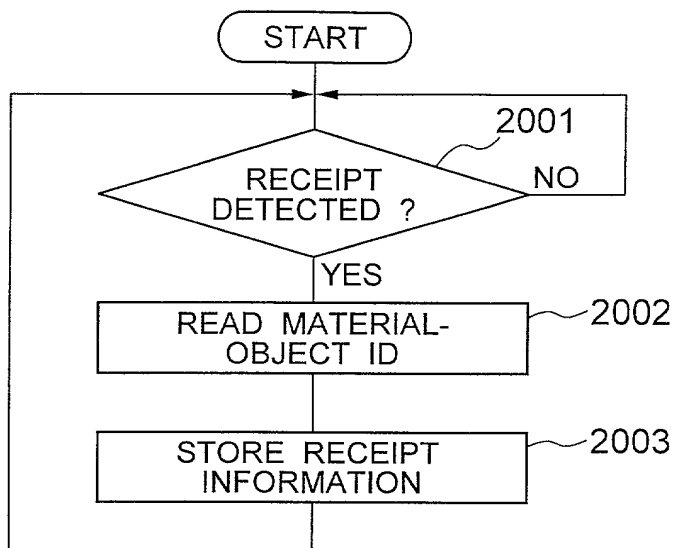 START
2001
RECEIPT
DETECTED ?
NO
YES
READ MATERIAL-
OBJECT ID
2002
STORE RECEIPT
INFORMATION
2003